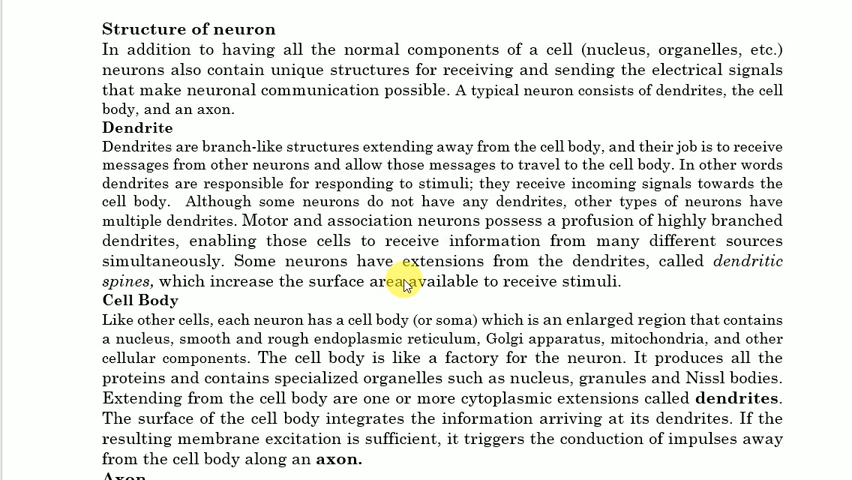 Structure of neuron
In addition to having all the normal components of a cell (nucleus, organelles, etc.)
neurons also contain unique structures for receiving and sending the electrical signals
that make neuronal communication possible. A typical neuron consists of dendrites, the cell
body, and an axon.
Dendrite
Dendrites are branch-like structures extending away from the cell body, and their job is to receive
messages from other neurons and allow those messages to travel to the cell body. In other words
dendrites are responsible for responding to stimuli; they receive incoming signals towards the
cell body. Although some neurons do not have any dendrites, other types of neurons have
multiple dendrites. Motor and association neurons possess a profusion of highly branched
dendrites, enabling those cells to receive information from many different sources
simultaneously. Some neurons have extensions from the dendrites, called dendritic
spines, which increase the surface area available to receive stimuli.
Cell Body
Like other cells, each neuron has a cell body (or soma) which is an enlarged region that contains
a nucleus, smooth and rough endoplasmic reticulum, Golgi apparatus, mitochondria, and other
cellular components. The cell body is like a factory for the neuron. It produces all the
proteins and contains specialized organelles such as nucleus, granules and Nissl bodies.
Extending from the cell body are one or more cytoplasmic extensions called dendrites.
The surface of the cell body integrates the information arriving at its dendrites. If the
resulting membrane excitation is sufficient, it triggers the conduction of impulses away
from the cell body along an axon.
Axon